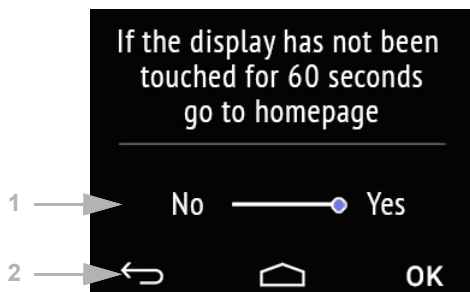 If the display has not been
touched for 60 seconds
go to homepage
1 No Yes
2 OK